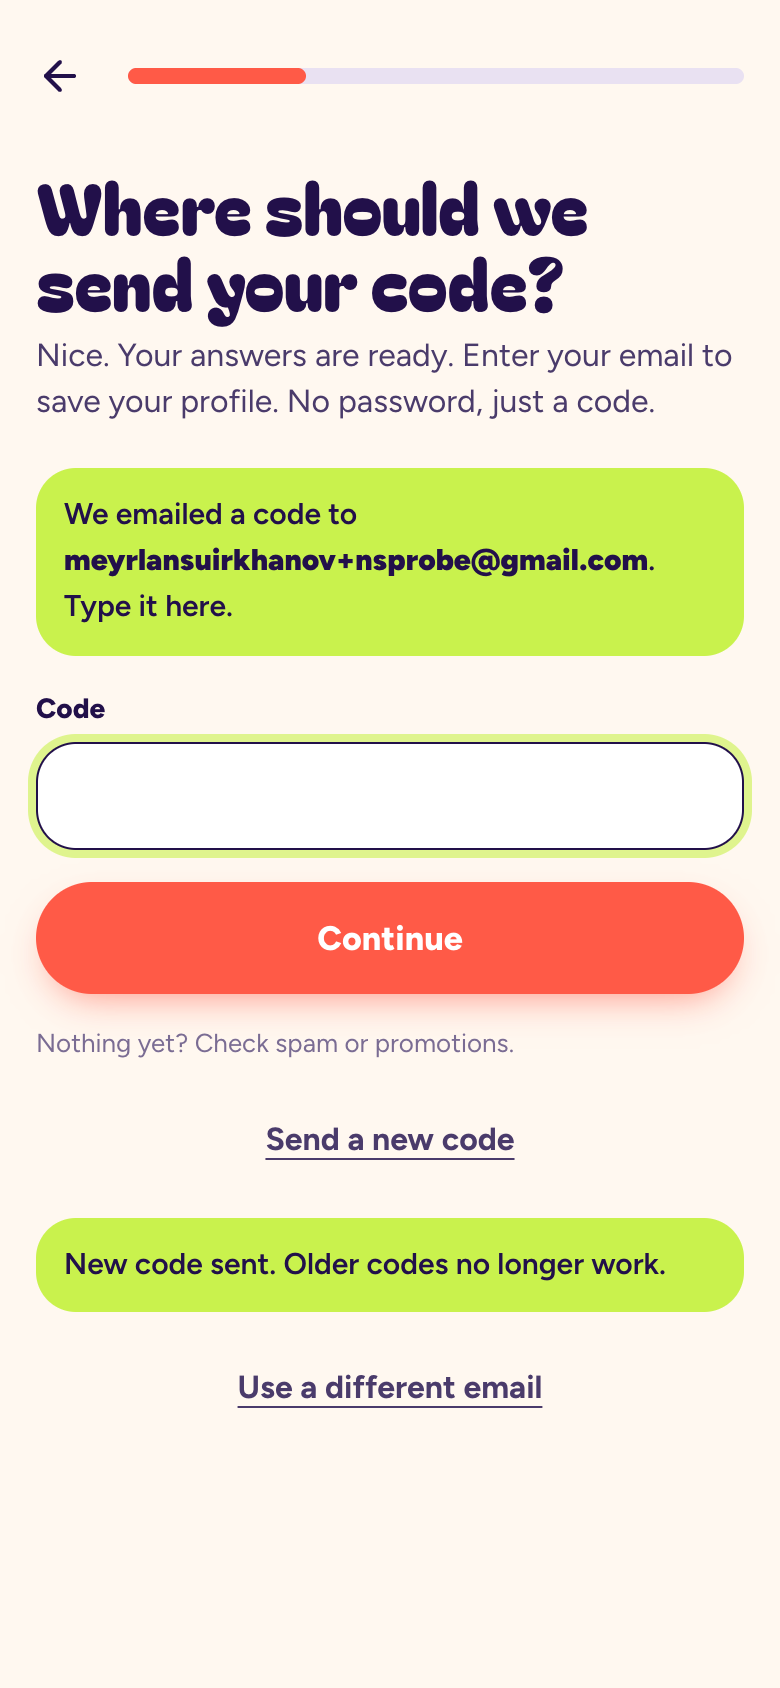 Where should we
send your code?
Nice. Your answers are ready. Enter your email to
save your profile. No password, just a code.
We emailed a code to
meyrlansuirkhanov+nsprobe@gmail.com.
Type it here.
Code
Continue
Nothing yet? Check spam or promotions.
Send a new code
New code sent. Older codes no longer work.
Use a different email